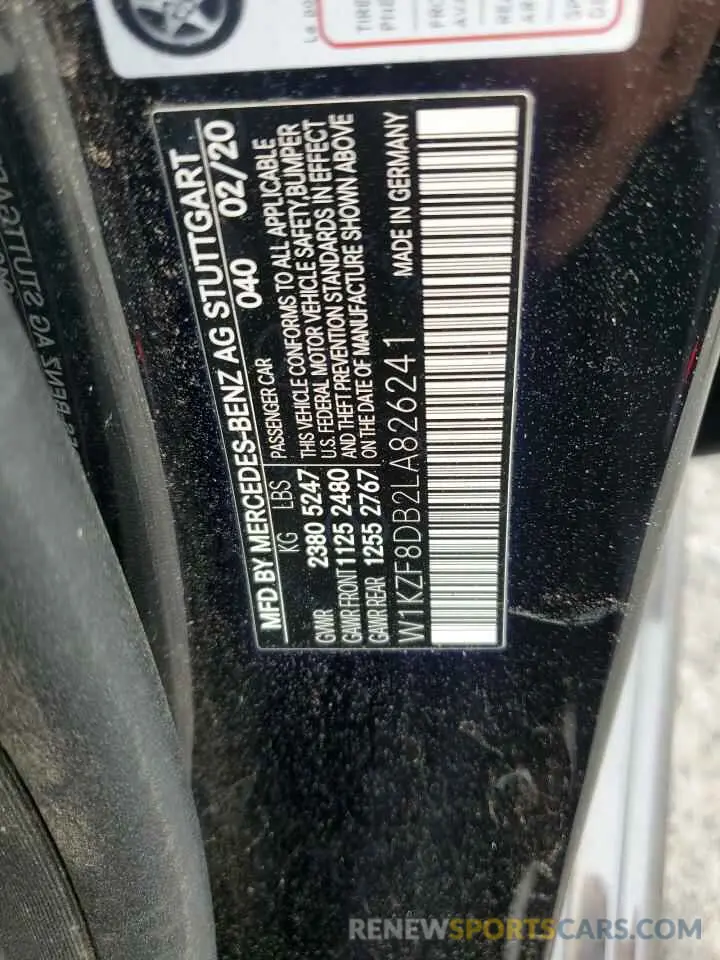 TIRE
MFD BY MERCEDES-BENZ AG STUTTGART
040 02/20
KG LBS PASSENGER CAR
GVWR 2380 5247 THIS VEHICLE CONFORMS TO ALL APPLICABLE
U.S. FEDERAL MOTOR VEHICLE SAFETY, BUMPER
GAWR FRONT 1125 2480 AND THEFT PREVENTION STANDARDS IN EFFECT
GAWR REAR 1255 2767 ON THE DATE OF MANUFACTURE SHOWN ABOVE
MADE IN GERMANY
W1KZF8DB2LA826241
RENEWSPORTSCARS.COM